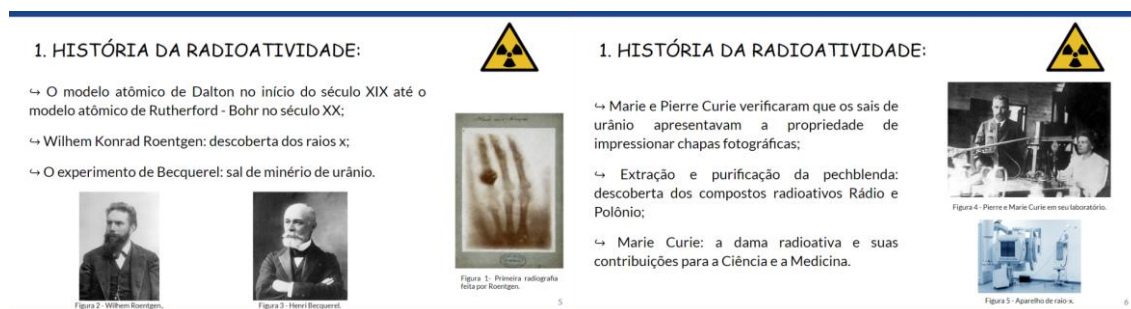 1. HISTÓRIA DA RADIOATIVIDADE:
↪ O modelo atômico de Dalton no início do século XIX até o
modelo atômico de Rutherford - Bohr no século XX;
↪ Wilhem Konrad Roentgen: descoberta dos raios x;
↪ O experimento de Becquerel: sal de minério de urânio.
Figura 2 - Wilhem Roentgen.
Figura 3 - Henri Becquerel.
Figura 1- Primeira radiografia
feita por Roentgen.
5
1. HISTÓRIA DA RADIOATIVIDADE:
↪ Marie e Pierre Curie verificaram que os sais de
urânio apresentavam a propriedade de
impressionar chapas fotográficas;
↪ Extração e purificação da pechblenda:
descoberta dos compostos radioativos Rádio e
Polônio;
↪ Marie Curie: a dama radioativa e suas
contribuições para a Ciência e a Medicina.
Figura 4 - Pierre e Marie Curie em seu laboratório.
Figura 5 - Aparelho de raio-x.
6